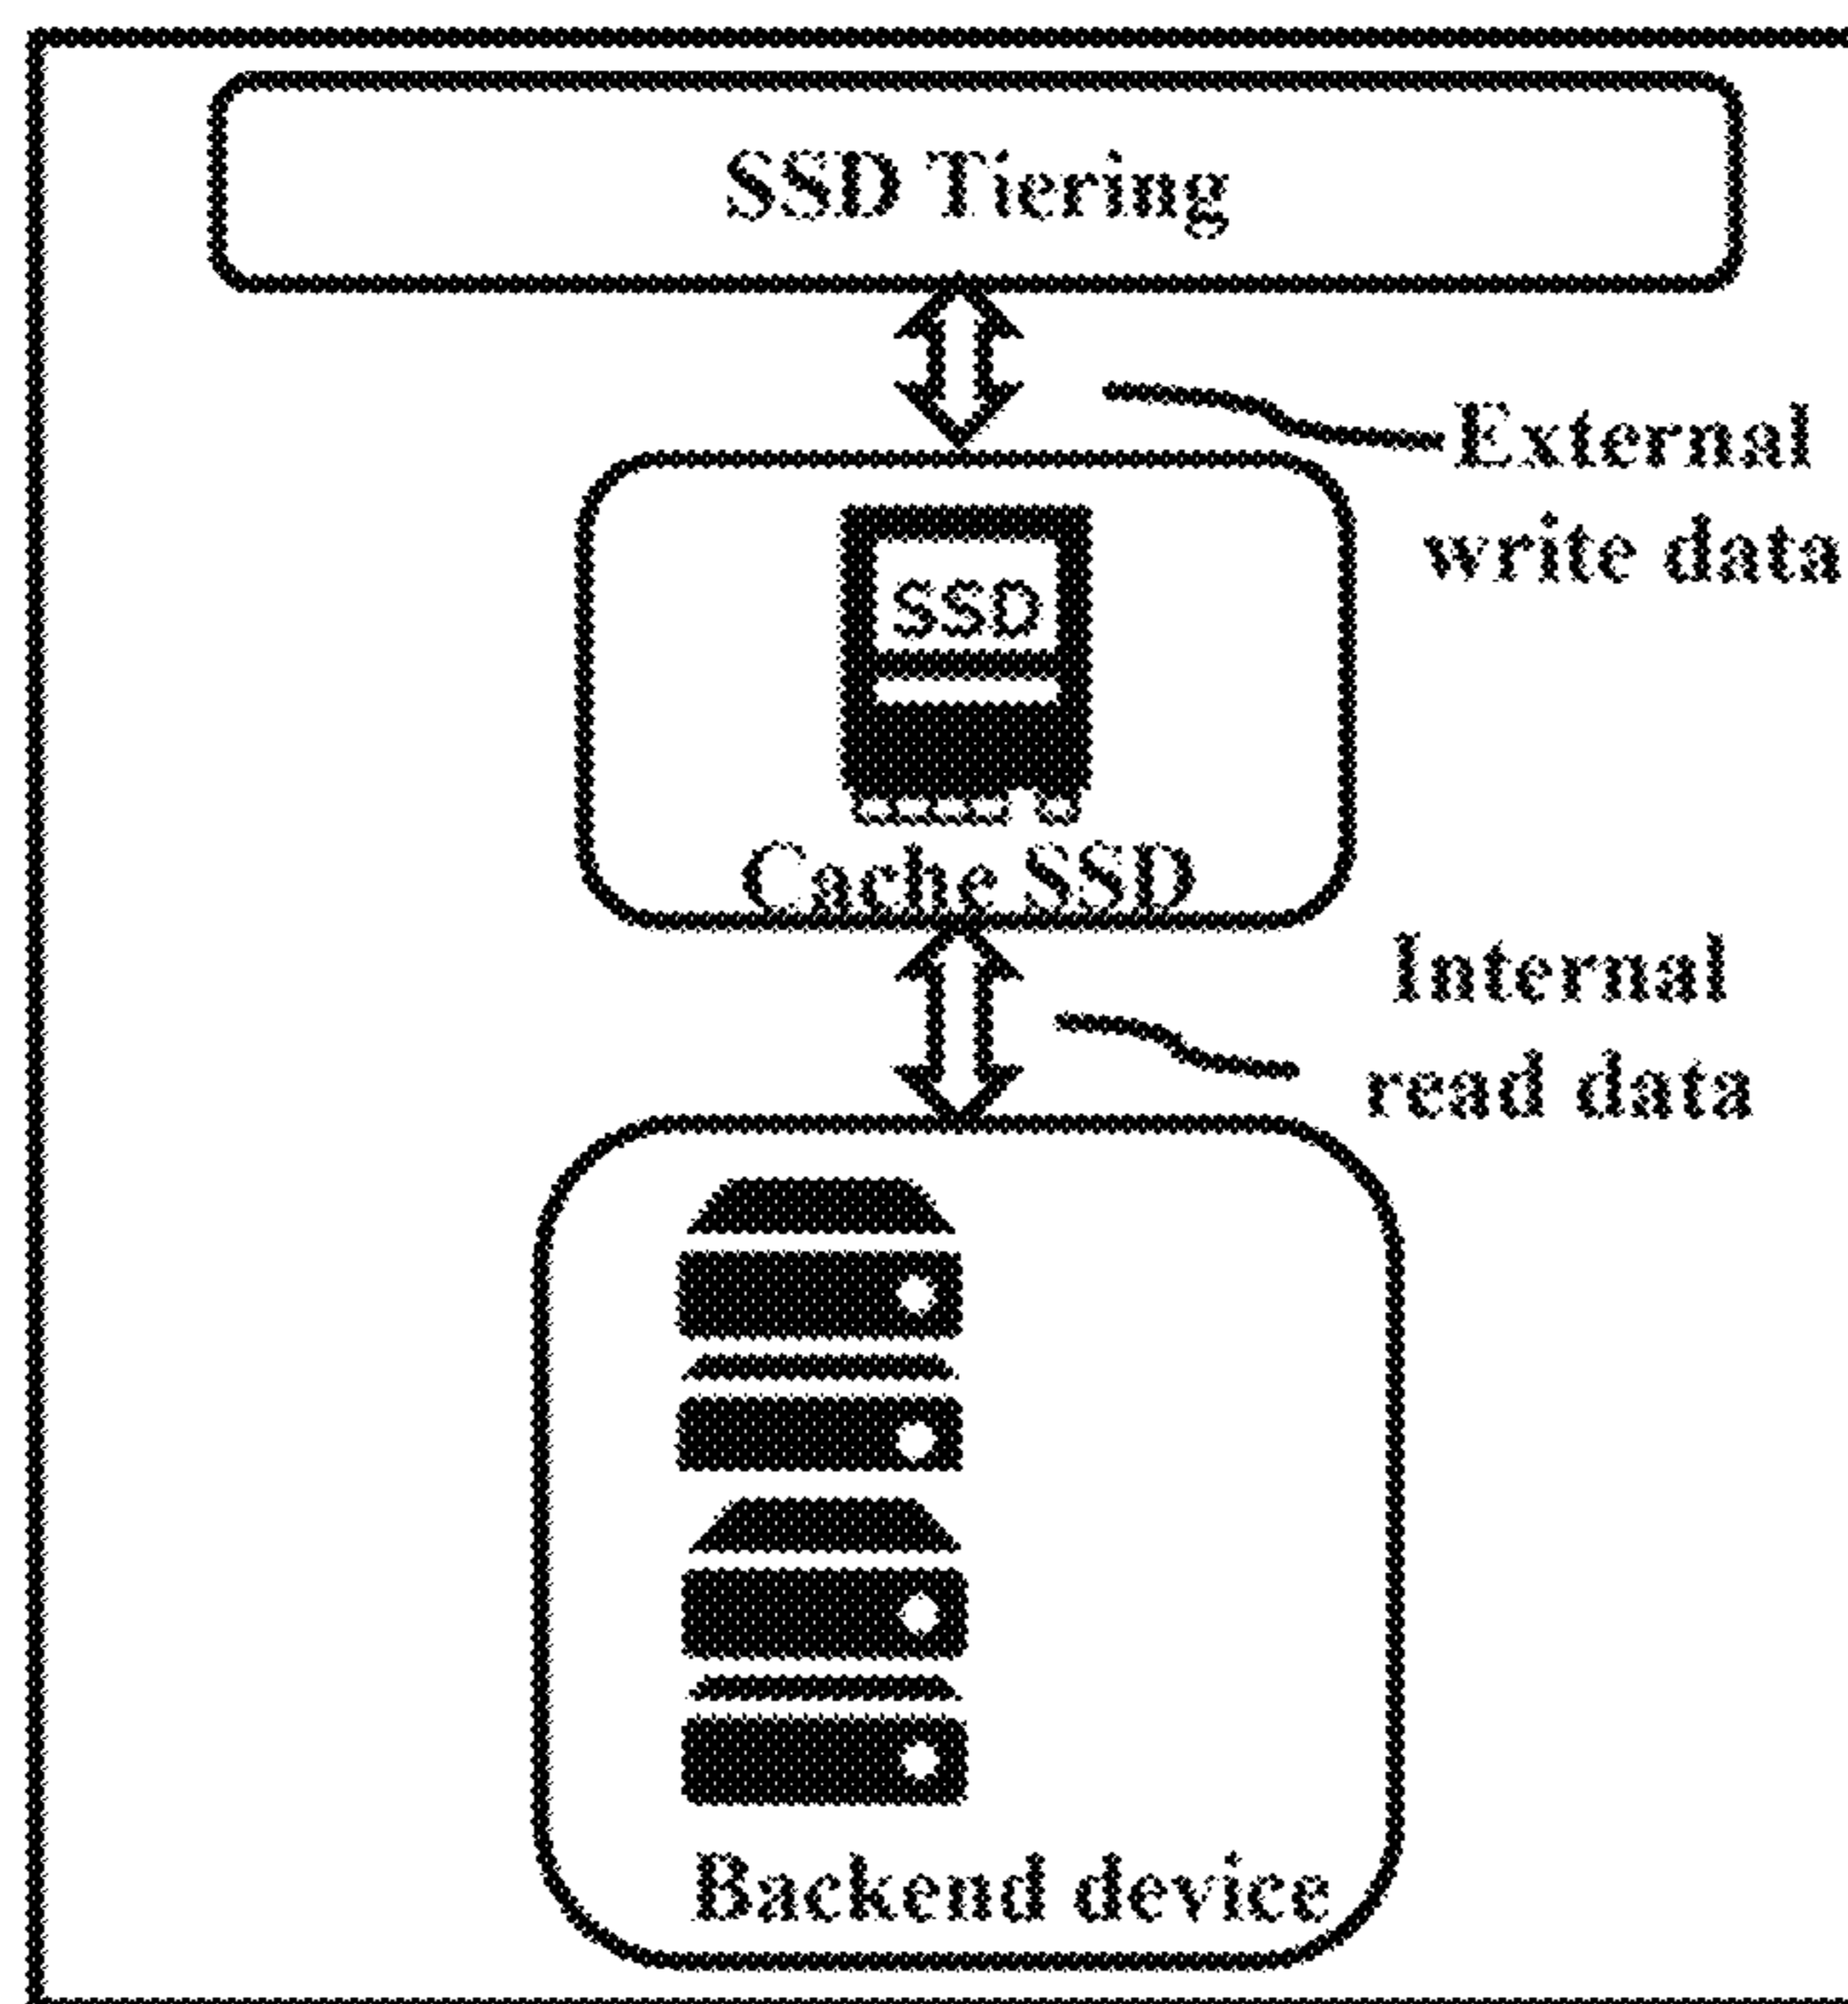 SSD Tiering
External
write data
SSD
Cache SSD
Internal
read data
Backend device